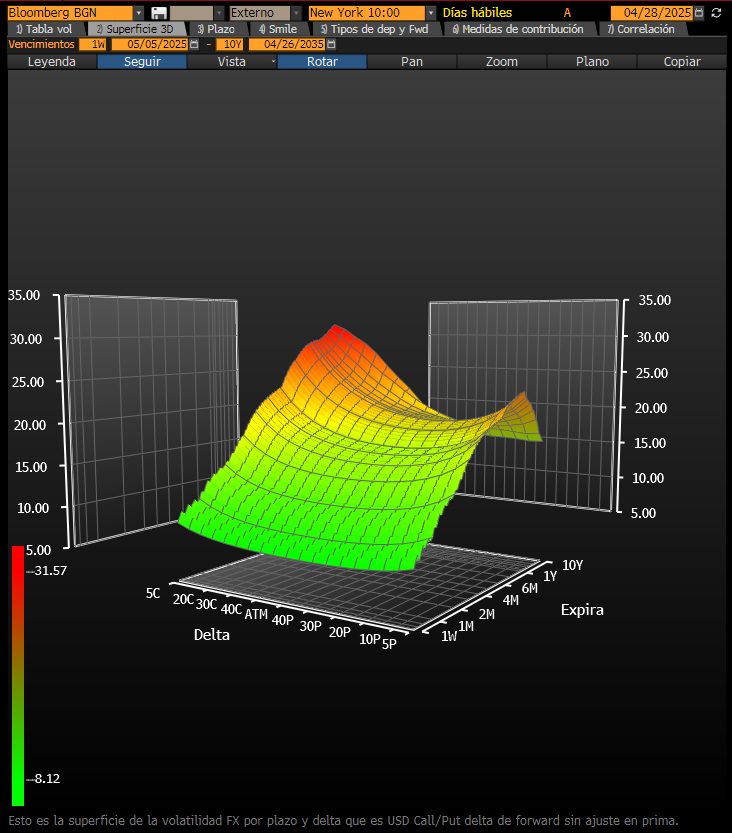 Bloomberg BGN Externo New York 10:00 Días hábiles A 04/28/2025
1) Tabla vol 2) Superficie 3D 3) Plazo 4) Smile 5) Tipos de dep y Fwd 6) Medidas de contribución 7) Correlación
Vencimientos 1W 05/05/2025 - 10Y 04/26/2035
Leyenda Seguir Vista Rotar Pan Zoom Plano Copiar
35.00 35.00
30.00 30.00
25.00 25.00
20.00 20.00
15.00 15.00
10.00 10.00
5.00 5.00
31.57
8.12
5C 20C 30C 40C ATM 40P 30P 20P 10P 5P
Delta
1W 1M 2M 4M 6M 1Y 10Y
Expira
Esto es la superficie de la volatilidad FX por plazo y delta que es USD Call/Put delta de forward sin ajuste en prima.